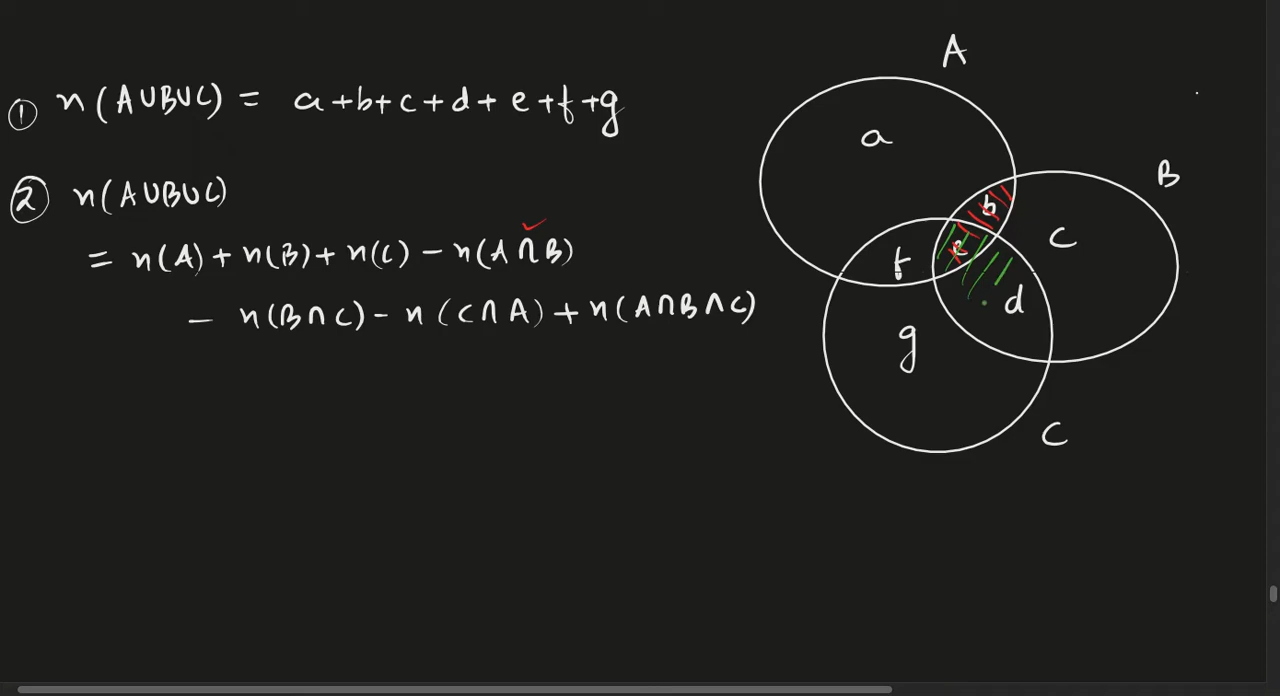 ① n(A∪B∪C) = a+b+c+d+e+f+g
② n(A∪B∪C)
= n(A)+n(B)+n(C)-n(A∩B)
- n(B∩C)-n(C∩A)+n(A∩B∩C)
A
a
B
b
c
e
f
d
g
C